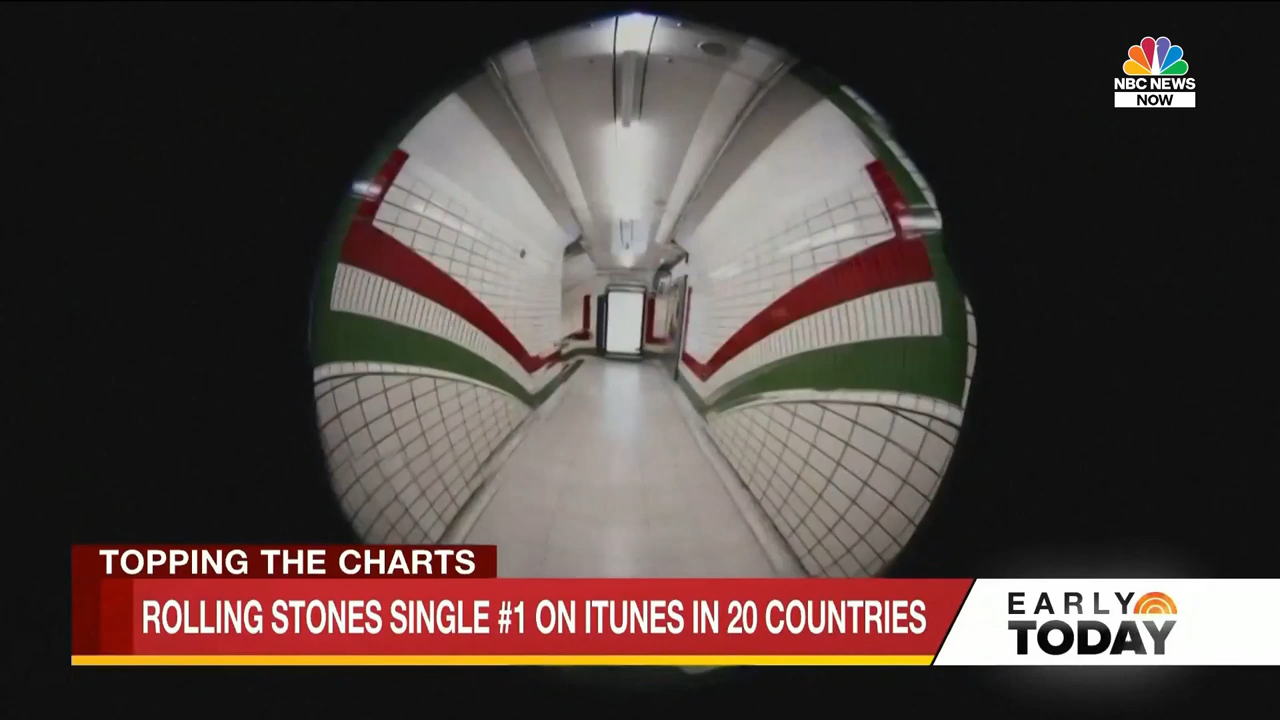 NBC NEWS
NOW
TOPPING THE CHARTS
ROLLING STONES SINGLE #1 ON ITUNES IN 20 COUNTRIES
EARLY
TODAY